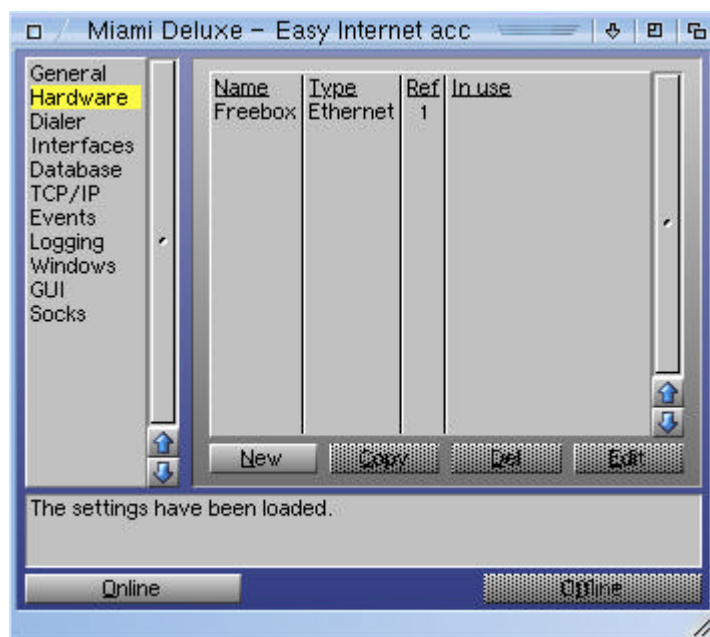 Miami Deluxe - Easy Internet acc
General
Hardware
Dialer
Interfaces
Database
TCP/IP
Events
Logging
Windows
GUI
Socks
Name Type Ref In use
Freebox Ethernet 1
New Copy Del Edit
The settings have been loaded.
Online Offline